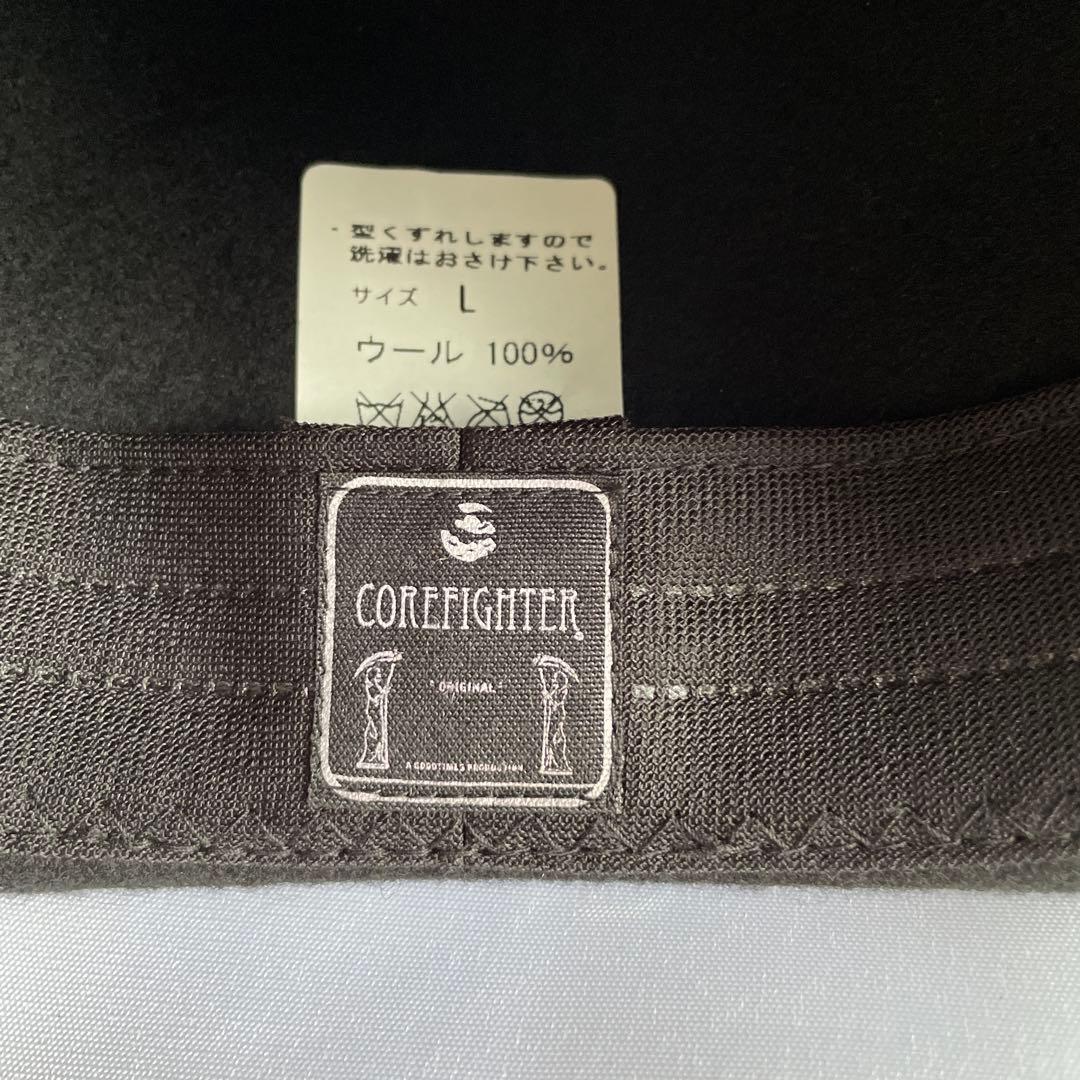 ・型くずれしますので
洗濯はおさけ下さい。
サイズ L
ウール 100%
COREFIGHTER
"ORIGINAL"
A GOODTIMES PRODUCTION